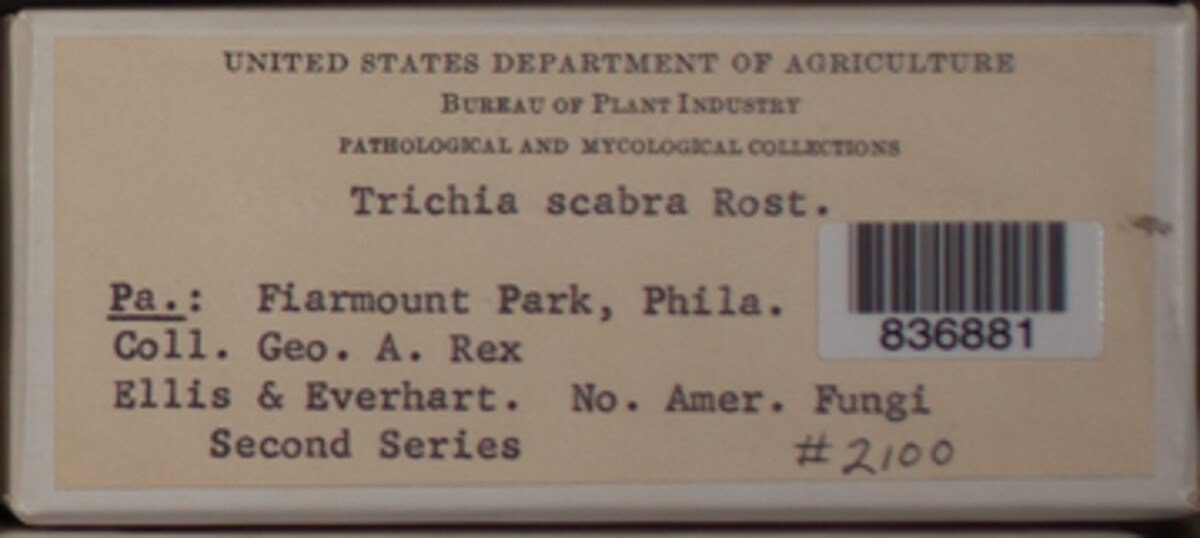 UNITED STATES DEPARTMENT OF AGRICULTURE
BUREAU OF PLANT INDUSTRY
PATHOLOGICAL AND MYCOLOGICAL COLLECTIONS
Trichia scabra Rost.
Pa.: Fiarmount Park, Phila.
836881
Coll. Geo. A. Rex
Ellis & Everhart. No. Amer. Fungi
Second Series #2100